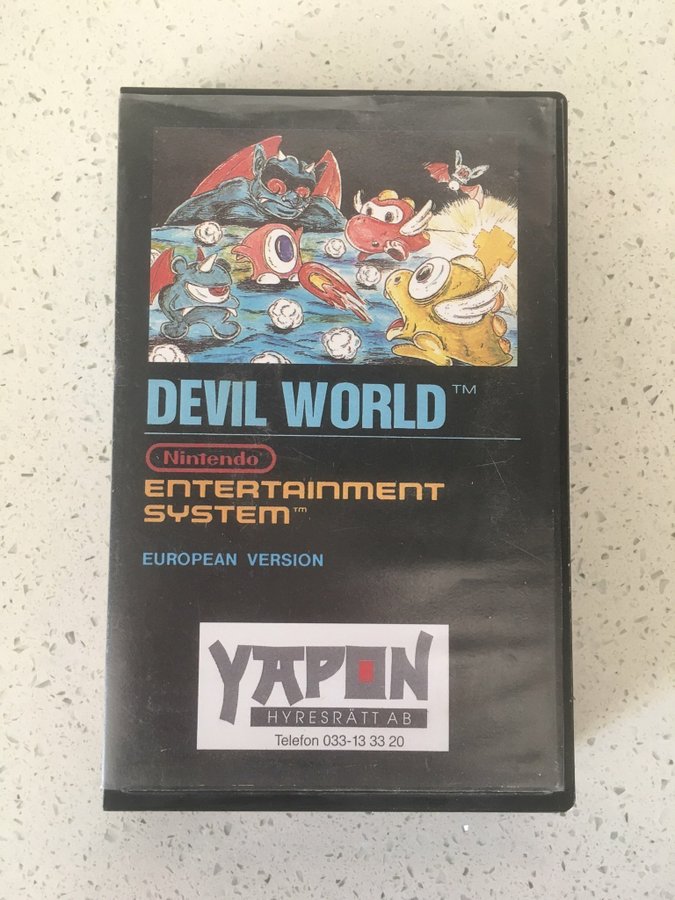 DEVIL WORLD™
Nintendo
ENTERTAINMENT
SYSTEM™
EUROPEAN VERSION
YAPON
HYRESRÄTT AB
Telefon 033-13 33 20